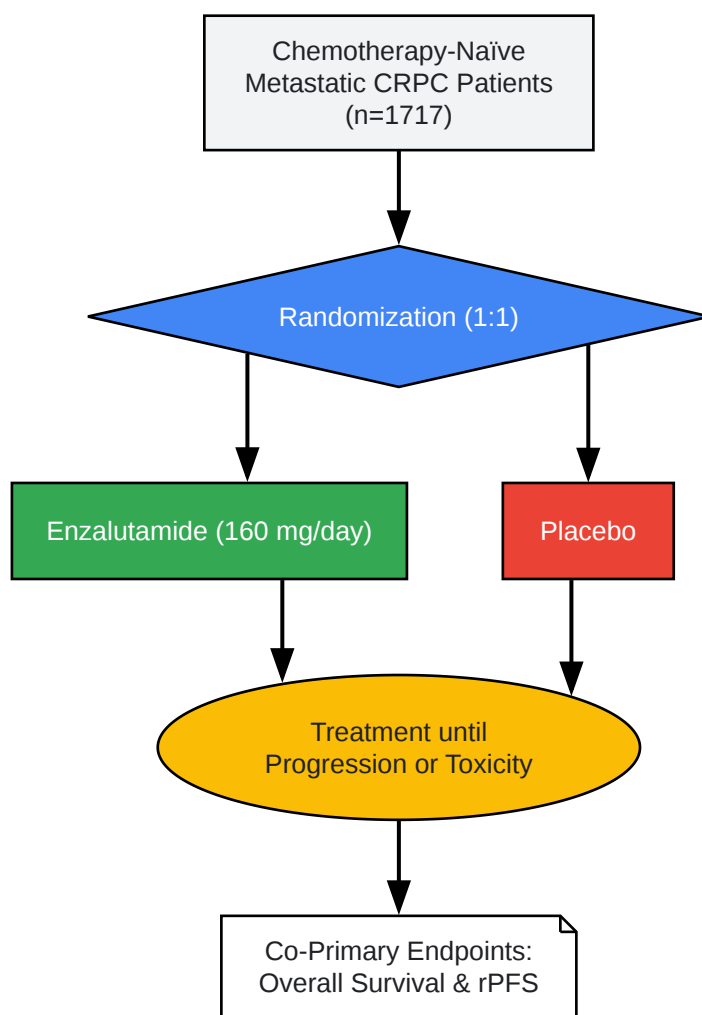 Chemotherapy-Naïve
Metastatic CRPC Patients
(n=1717)
Randomization (1:1)
Enzalutamide (160 mg/day)
Placebo
Treatment until
Progression or Toxicity
Co-Primary Endpoints:
Overall Survival & rPFS